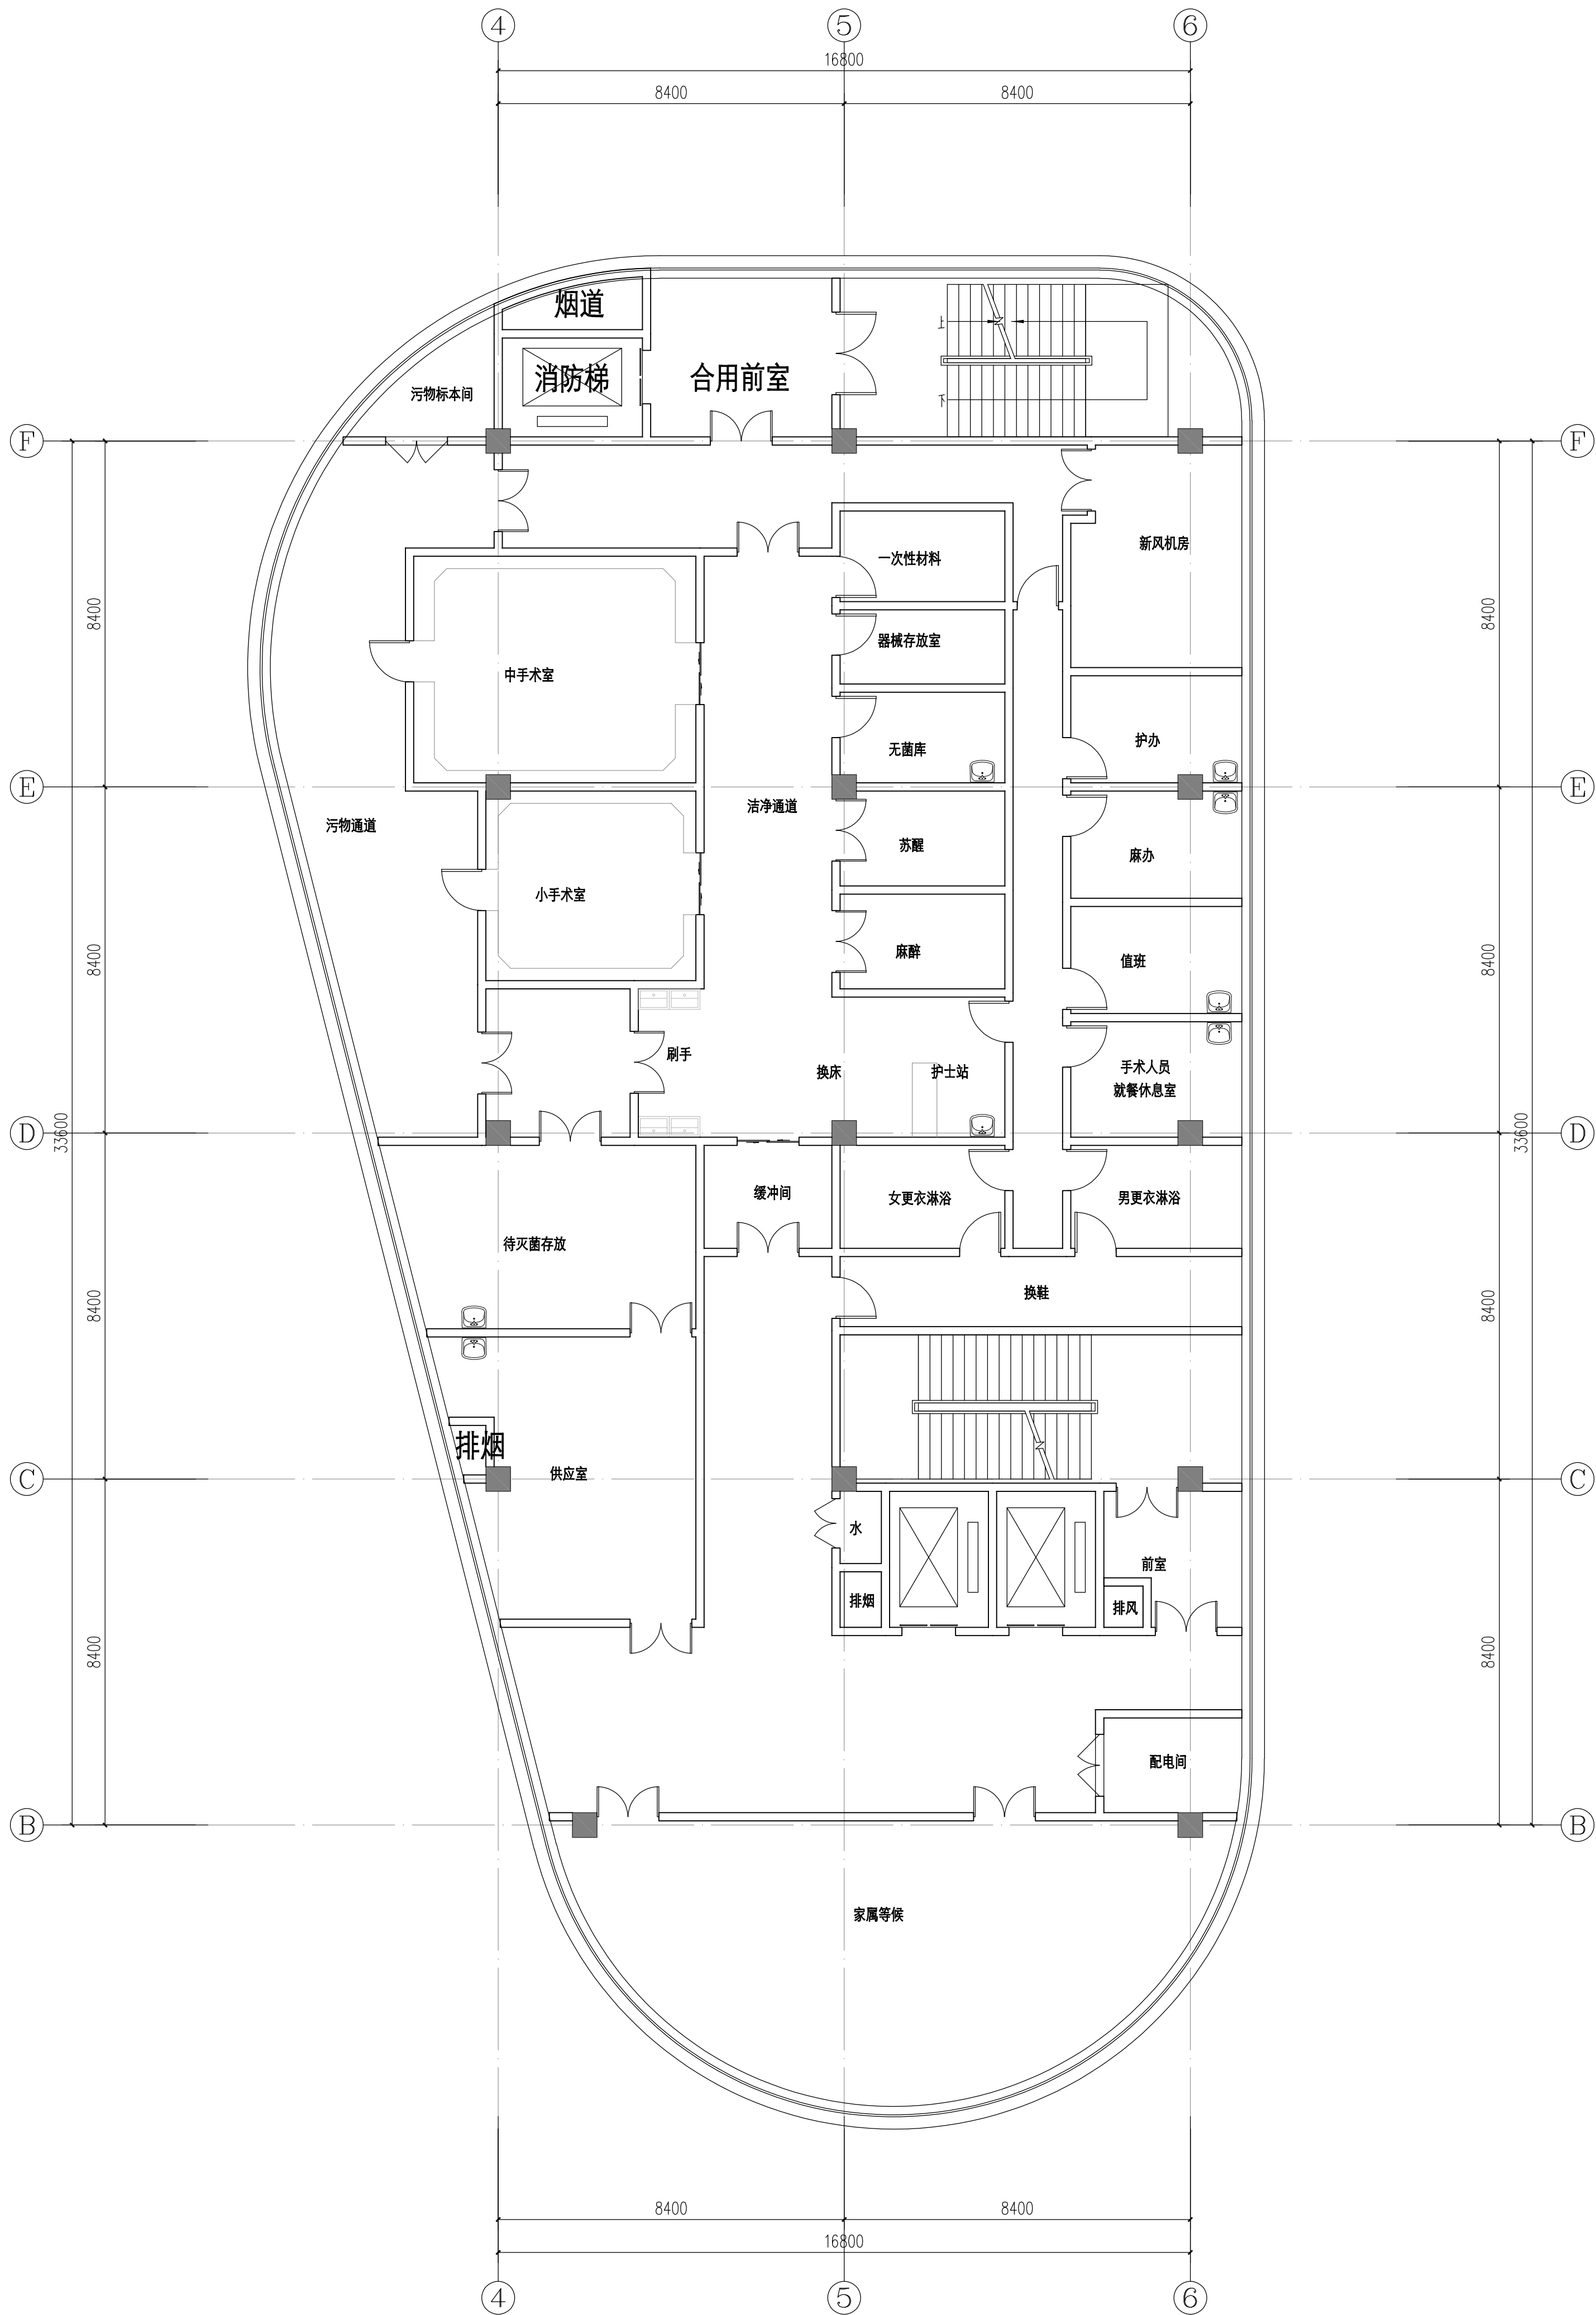 4
5
6
16800
8400
8400
烟道
上
消防梯
合用前室
污物标本间
下
F
F
新风机房
一次性材料
8400
8400
器械存放室
中手术室
护办
无菌库
E
E
洁净通道
污物通道
苏醒
麻办
小手术室
麻醉
8400
8400
值班
刷手
换床
护士站
手术人员
就餐休息室
D
33600
33600
D
缓冲间
女更衣淋浴
男更衣淋浴
待灭菌存放
换鞋
8400
8400
排烟
供应室
C
C
水
前室
排烟
排风
8400
8400
配电间
B
B
家属等候
8400
8400
16800
4
5
6